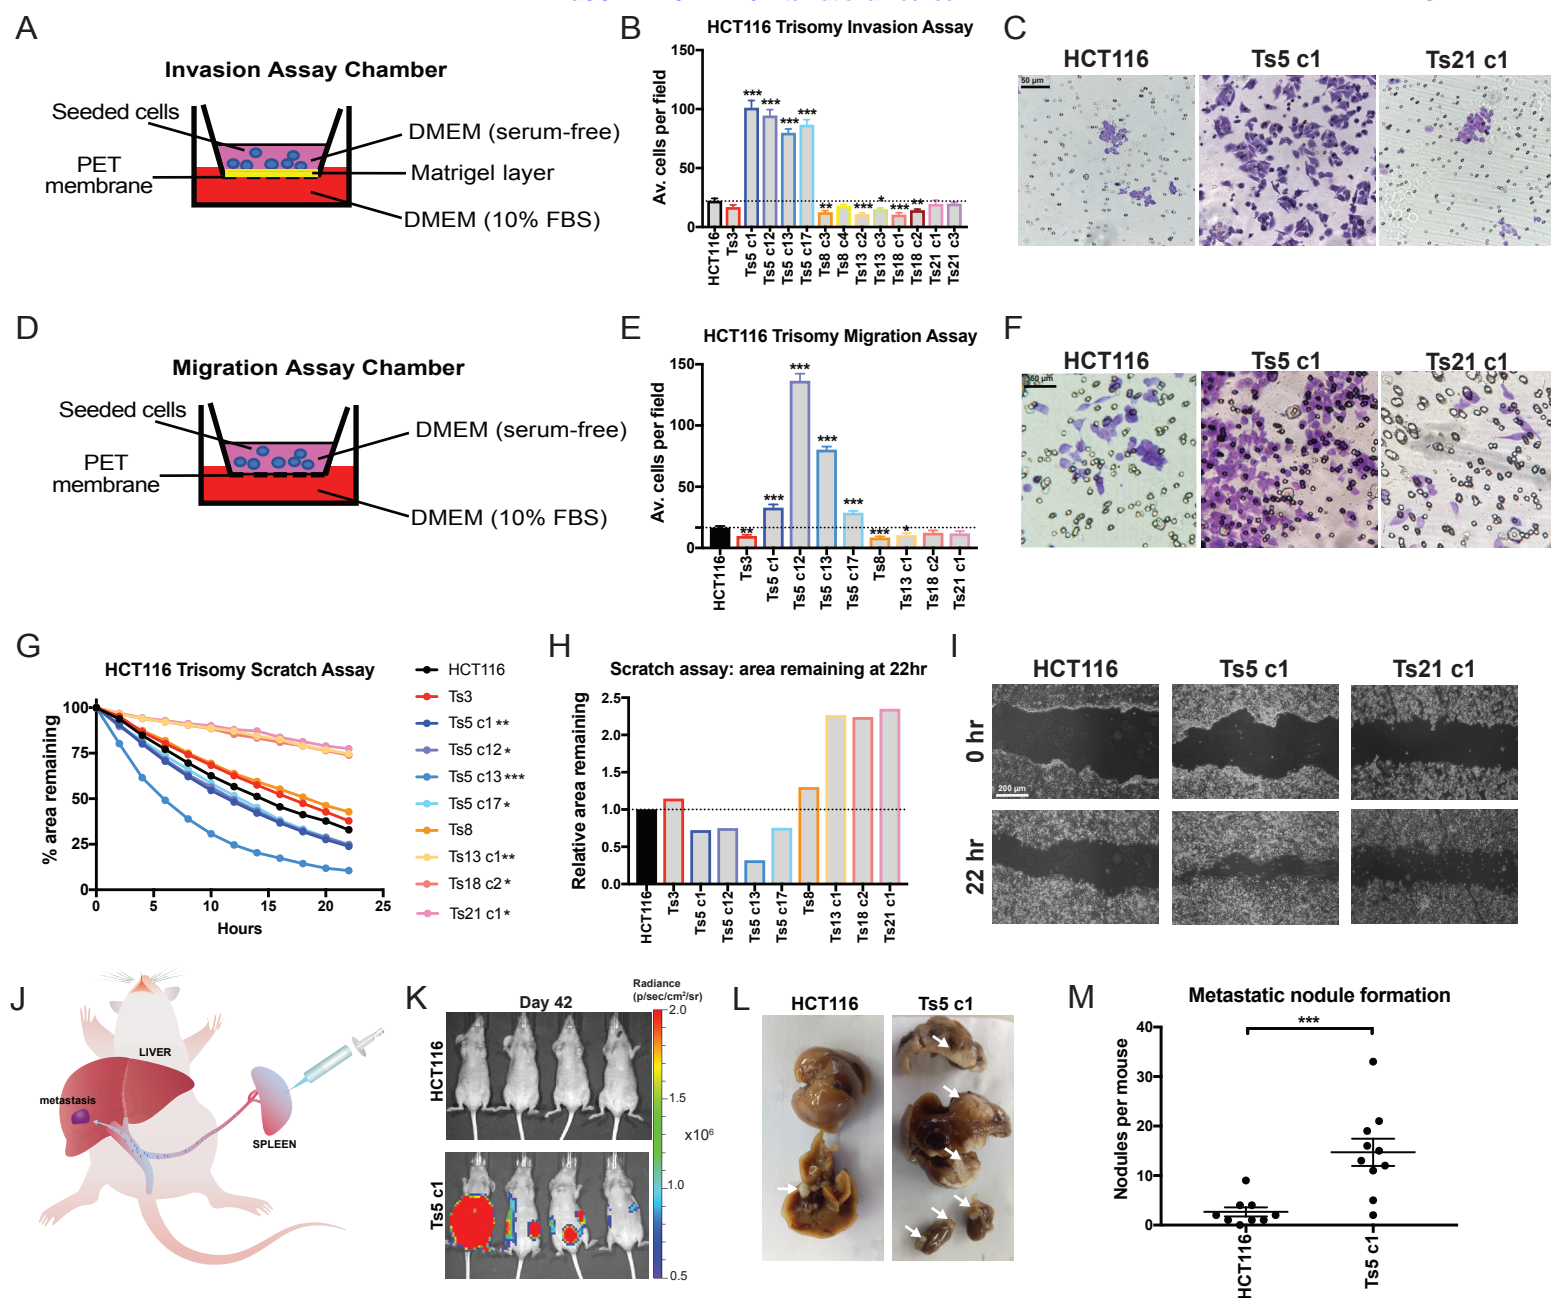 A
Invasion Assay Chamber
Seeded cells
DMEM (serum-free)
PET
membrane
Matrigel layer
DMEM (10% FBS)
B
HCT116 Trisomy Invasion Assay
Av. cells per field
150
100
50
0
*** *** *** *** ** *** * *** **
HCT116 Ts3 Ts5 c1 Ts5 c12 Ts5 c13 Ts5 c17 Ts8 c3 Ts8 c4 Ts13 c2 Ts13 c3 Ts18 c1 Ts18 c2 Ts21 c1 Ts21 c3
C
HCT116 Ts5 c1 Ts21 c1
50 µm
D
Migration Assay Chamber
Seeded cells
DMEM (serum-free)
PET
membrane
DMEM (10% FBS)
E
HCT116 Trisomy Migration Assay
Av. cells per field
150
100
50
0
** *** *** *** *** *** *
HCT116 Ts3 Ts5 c1 Ts5 c12 Ts5 c13 Ts5 c17 Ts8 Ts13 c1 Ts18 c2 Ts21 c1
F
HCT116 Ts5 c1 Ts21 c1
50 µm
G
HCT116 Trisomy Scratch Assay
% area remaining
100
75
50
25
0
0 5 10 15 20 25
Hours
HCT116
Ts3
Ts5 c1 **
Ts5 c12 *
Ts5 c13 ***
Ts5 c17 *
Ts8
Ts13 c1**
Ts18 c2 *
Ts21 c1*
H
Scratch assay: area remaining at 22hr
Relative area remaining
2.5
2.0
1.5
1.0
0.5
0.0
HCT116 Ts3 Ts5 c1 Ts5 c12 Ts5 c13 Ts5 c17 Ts8 Ts13 c1 Ts18 c2 Ts21 c1
I
HCT116 Ts5 c1 Ts21 c1
0 hr
200 µm
22 hr
J
LIVER
metastasis
SPLEEN
K
Day 42
Radiance
(p/sec/cm²/sr)
HCT116
Ts5 c1
2.0
1.5
x10⁶
1.0
0.5
L
HCT116 Ts5 c1
M
Metastatic nodule formation
***
Nodules per mouse
40
30
20
10
0
HCT116 Ts5 c1